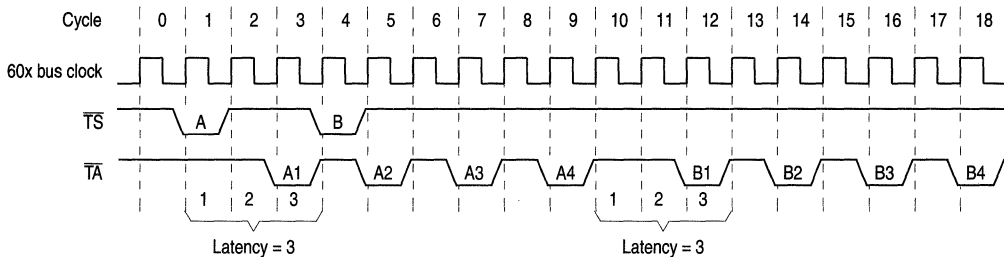 Cycle 0 1 2 3 4 5 6 7 8 9 10 11 12 13 14 15 16 17 18
60x bus clock
TS A B
TA A1 A2 A3 A4 B1 B2 B3 B4
1 2 3 1 2 3
Latency = 3 Latency = 3